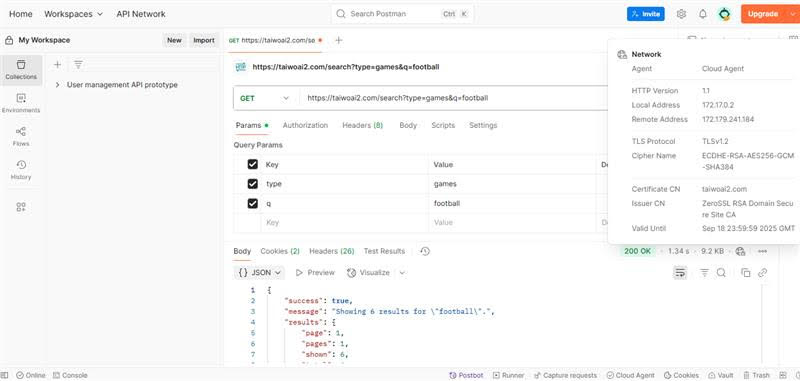 Home Workspaces API Network Search Postman Ctrl K Invite Upgrade
My Workspace New Import GET https://taiwoai2.com/se
Collections
Environments
Flows
History
User management API prototype
https://taiwoai2.com/search?type=games&q=football
GET https://taiwoai2.com/search?type=games&q=football
Params Authorization Headers (8) Body Scripts Settings
Query Params
Key Value
type games
q football
Key Value
Network
Agent Cloud Agent
HTTP Version 1.1
Local Address 172.17.0.2
Remote Address 172.179.241.184
TLS Protocol TLSv1.2
Cipher Name ECDHE-RSA-AES256-GCM
-SHA384
Certificate CN taiwoai2.com
Issuer CN ZeroSSL RSA Domain Secu
re Site CA
Valid Until Sep 18 23:59:59 2025 GMT
Body Cookies (2) Headers (26) Test Results 200 OK 1.34 s 9.2 KB
{} JSON Preview Visualize
1 {
2 "success": true,
3 "message": "Showing 6 results for \"football\".",
4 "results": {
5 "page": 1,
6 "pages": 1,
7 "shown": 6,
Online Console Postbot Runner Capture requests Cloud Agent Cookies Vault Trash